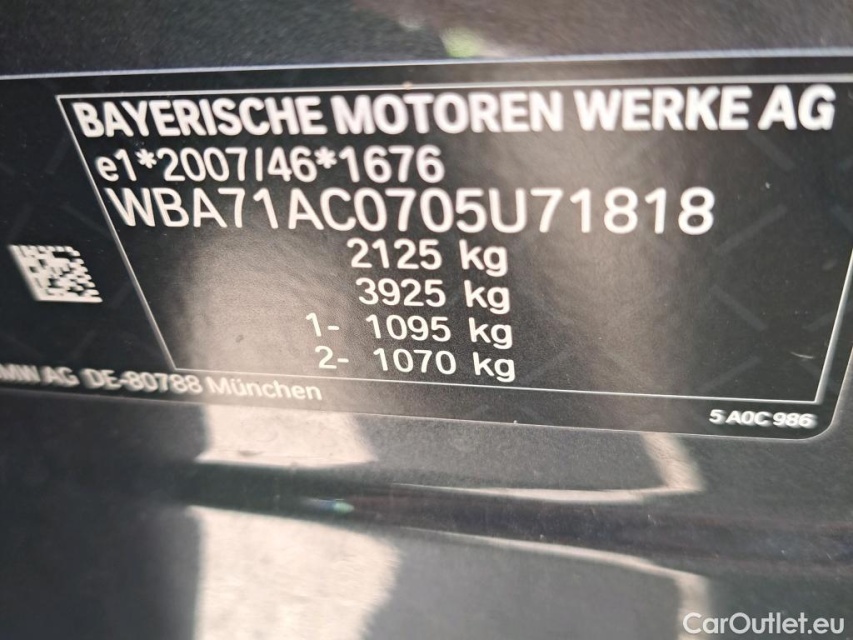 BAYERISCHE MOTOREN WERKE AG
e1*2007/46*1676
WBA71AC0705U71818
2125 kg
3925 kg
1- 1095 kg
2- 1070 kg
MW AG DE-80788 München
5 A0C 986
CarOutlet.eu